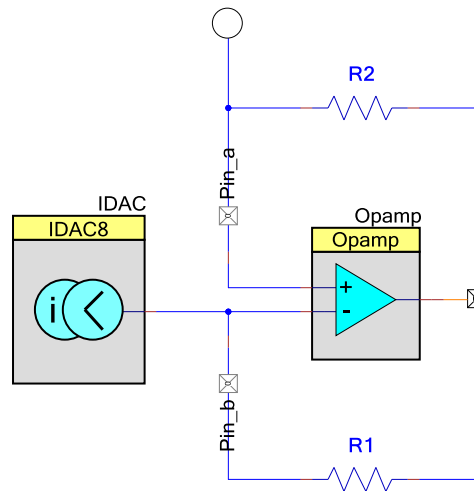 R2
Pin_a
IDAC
IDAC8
i
Opamp
Opamp
+
-
Pin_b
R1